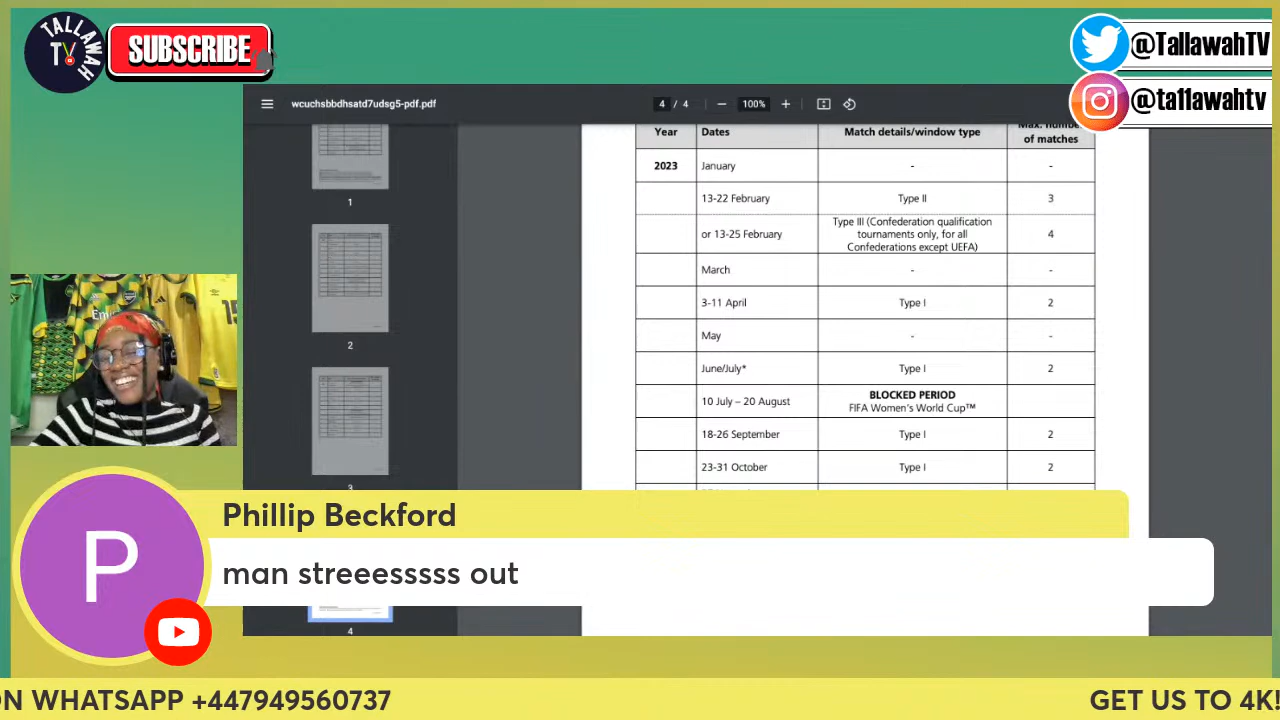 TALLAWAH
TV
SUBSCRIBE
@TallawahTV
@ta11awahtv
wcuchsbbdhsatd7udsg5-pdf.pdf
4 / 4
100%
Year Dates Match details/window type Max. number of matches
2023 January - -
13-22 February Type II 3
or 13-25 February Type III (Confederation qualification tournaments only, for all Confederations except UEFA) 4
March - -
3-11 April Type I 2
May - -
June/July* Type I 2
10 July – 20 August BLOCKED PERIOD FIFA Women's World Cup™
18-26 September Type I 2
23-31 October Type I 2
1
2
3
4
15
P
Phillip Beckford
man streeesssss out
ON WHATSAPP +447949560737
GET US TO 4K!